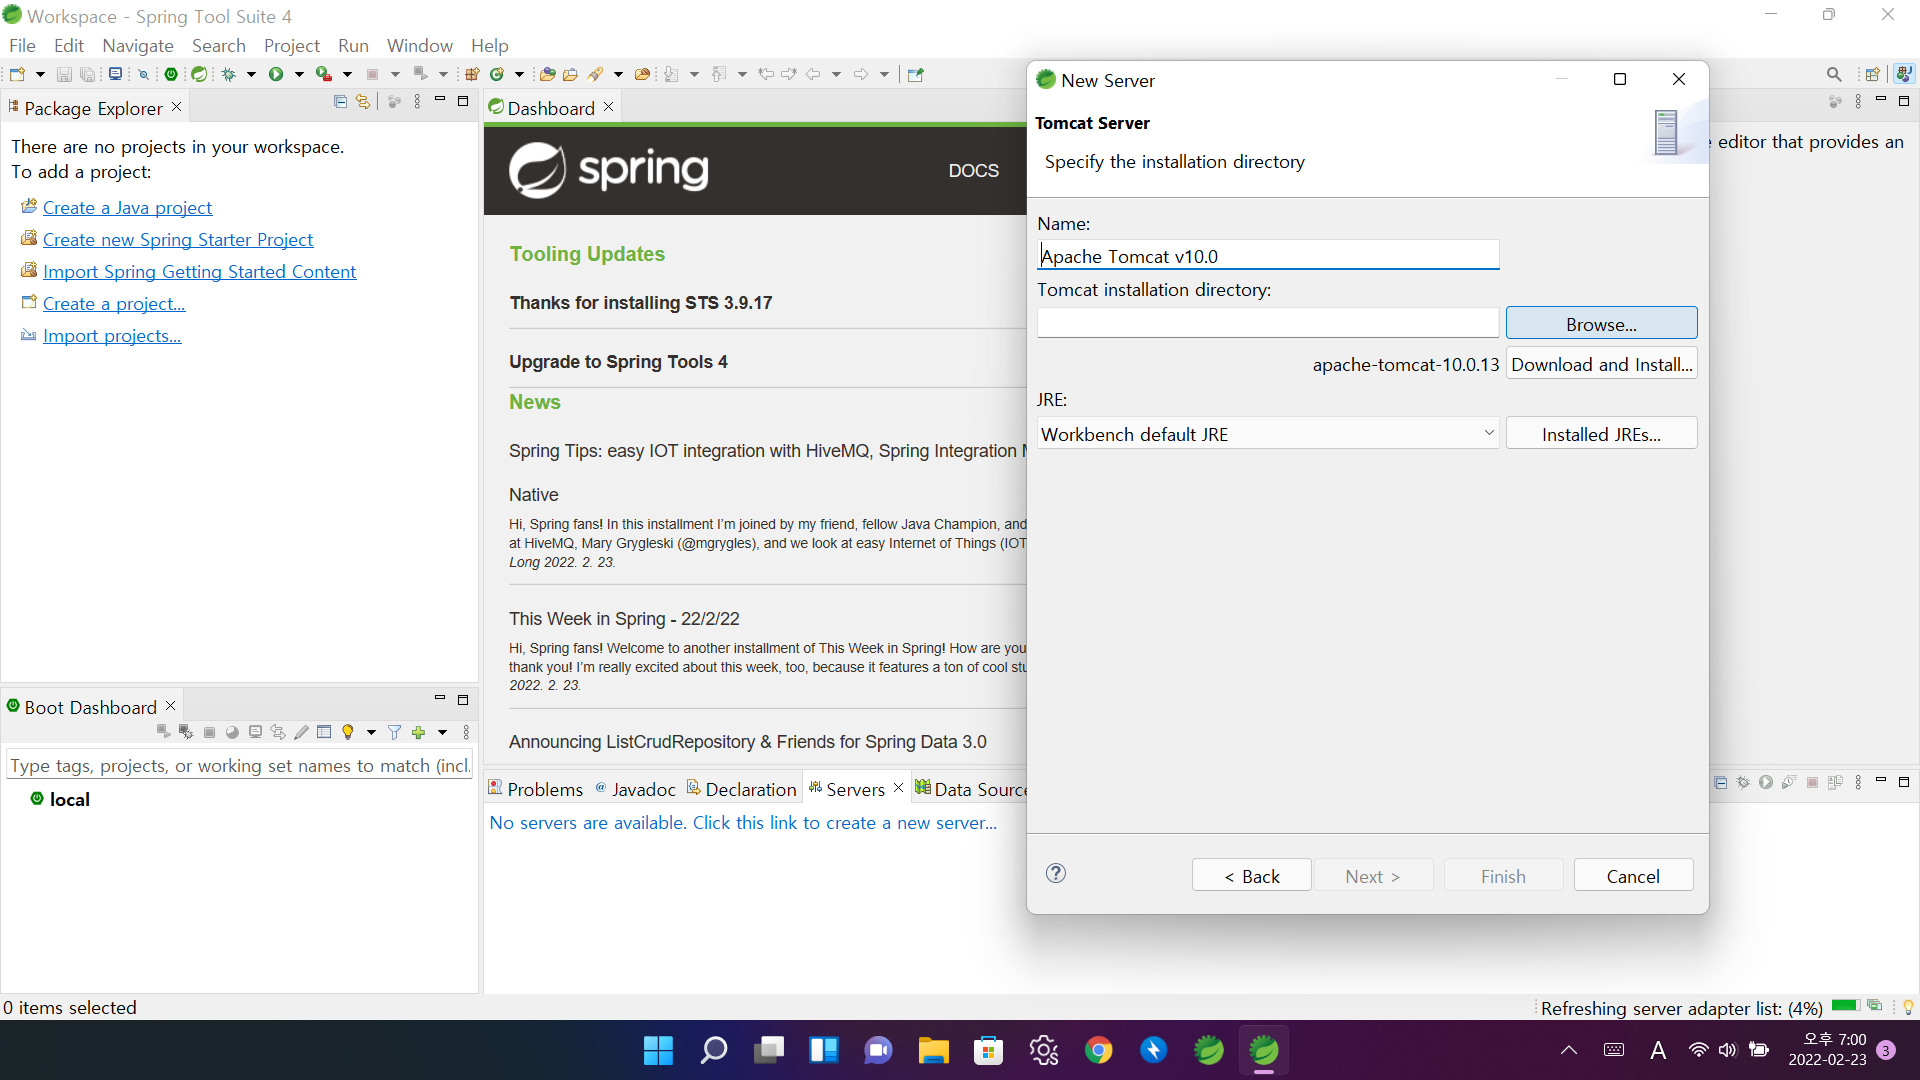 Workspace - Spring Tool Suite 4
File Edit Navigate Search Project Run Window Help
Package Explorer
There are no projects in your workspace.
To add a project:
Create a Java project
Create new Spring Starter Project
Import Spring Getting Started Content
Create a project...
Import projects...
Boot Dashboard
Type tags, projects, or working set names to match (incl.
local
0 items selected
Dashboard
spring
DOCS
Tooling Updates
Thanks for installing STS 3.9.17
Upgrade to Spring Tools 4
News
Spring Tips: easy IOT integration with HiveMQ, Spring Integration
Native
Hi, Spring fans! In this installment I'm joined by my friend, fellow Java Champion, and
at HiveMQ, Mary Grygleski (@mgrygles), and we look at easy Internet of Things (IOT
Long 2022. 2. 23.
This Week in Spring - 22/2/22
Hi, Spring fans! Welcome to another installment of This Week in Spring! How are you
thank you! I'm really excited about this week, too, because it features a ton of cool
2022. 2. 23.
Announcing ListCrudRepository & Friends for Spring Data 3.0
editor that provides an
Problems @ Javadoc Declaration Servers Data Source
No servers are available. Click this link to create a new server...
New Server
Tomcat Server
Specify the installation directory
Name:
Apache Tomcat v10.0
Tomcat installation directory:
Browse...
apache-tomcat-10.0.13 Download and Install...
JRE:
Workbench default JRE
Installed JREs...
?
< Back Next > Finish Cancel
Refreshing server adapter list: (4%)
A
오후 7:00
2022-02-23
3